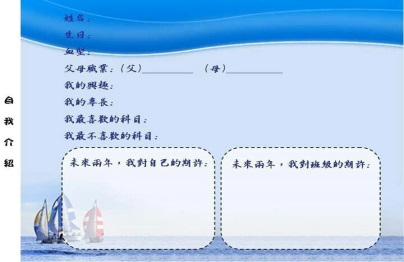 自我介紹
姓名：
生日：
血型：
父母職業：(父)__________ (母)__________
我的興趣：
我的專長：
我最喜歡的科目：
我最不喜歡的科目：
未來兩年，我對自己的期許：
未來兩年，我對班級的期許：